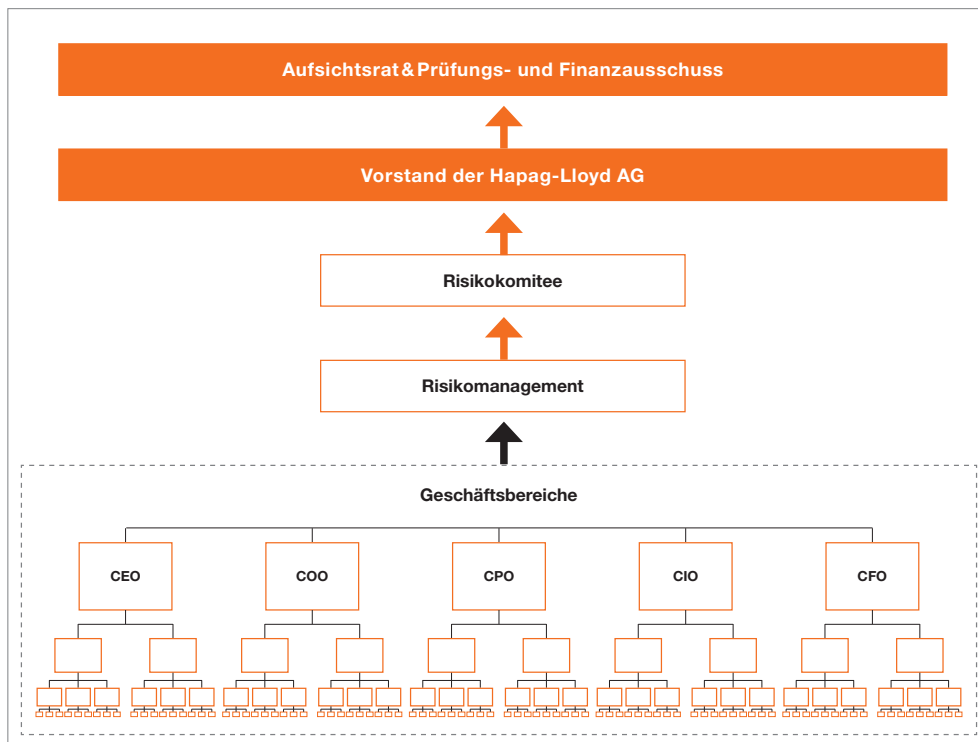 Aufsichtsrat & Prüfungs- und Finanzausschuss
Vorstand der Hapag-Lloyd AG
Risikokomitee
Risikomanagement
Geschäftsbereiche
CEO
COO
CPO
CIO
CFO